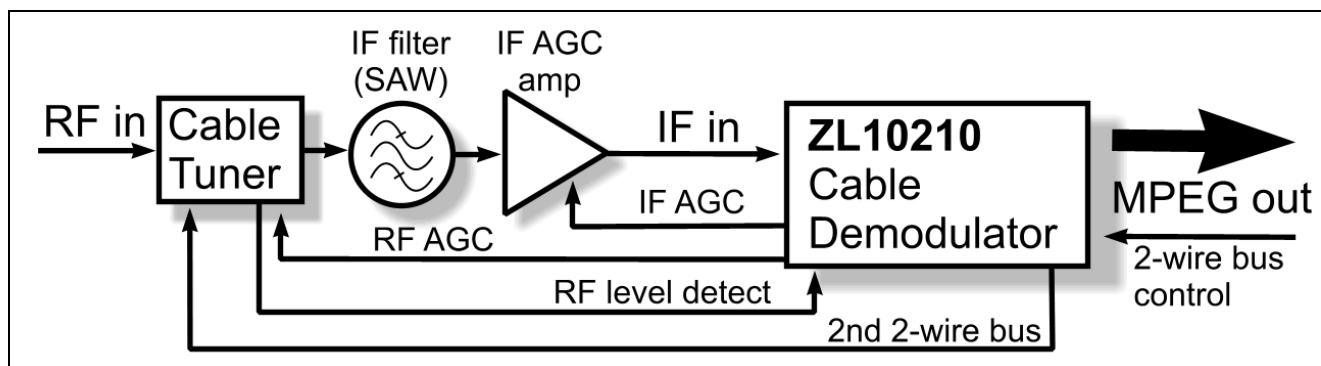 RF in
Cable
Tuner
IF filter
(SAW)
IF AGC
amp
IF in
ZL10210
Cable
Demodulator
IF AGC
RF AGC
RF level detect
2nd 2-wire bus
MPEG out
2-wire bus
control